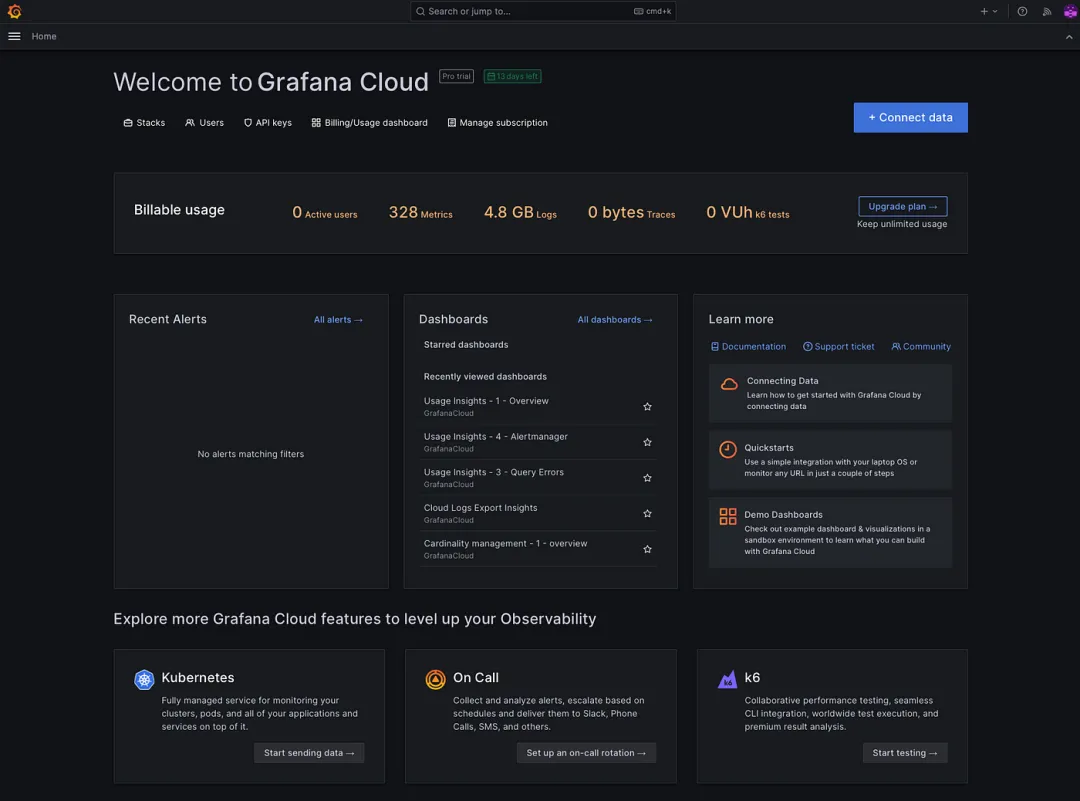 Search or jump to...
cmd+k
Home
Welcome to Grafana Cloud
Pro trial
13 days left
Stacks
Users
API keys
Billing/Usage dashboard
Manage subscription
+ Connect data
Billable usage
0 Active users
328 Metrics
4.8 GB Logs
0 bytes Traces
0 VUh k6 tests
Upgrade plan →
Keep unlimited usage
Recent Alerts
All alerts →
No alerts matching filters
Dashboards
All dashboards →
Starred dashboards
Recently viewed dashboards
Usage Insights - 1 - Overview
GrafanaCloud
Usage Insights - 4 - Alertmanager
GrafanaCloud
Usage Insights - 3 - Query Errors
GrafanaCloud
Cloud Logs Export Insights
GrafanaCloud
Cardinality management - 1 - overview
GrafanaCloud
Learn more
Documentation
Support ticket
Community
Connecting Data
Learn how to get started with Grafana Cloud by
connecting data
Quickstarts
Use a simple integration with your laptop OS or
monitor any URL in just a couple of steps
Demo Dashboards
Check out example dashboard & visualizations in a
sandbox environment to learn what you can build
with Grafana Cloud
Explore more Grafana Cloud features to level up your Observability
Kubernetes
Fully managed service for monitoring your
clusters, pods, and all of your applications and
services on top of it.
Start sending data →
On Call
Collect and analyze alerts, escalate based on
schedules and deliver them to Slack, Phone
Calls, SMS, and others.
Set up an on-call rotation →
k6
k6
Collaborative performance testing, seamless
CLI integration, worldwide test execution, and
premium result analysis.
Start testing →